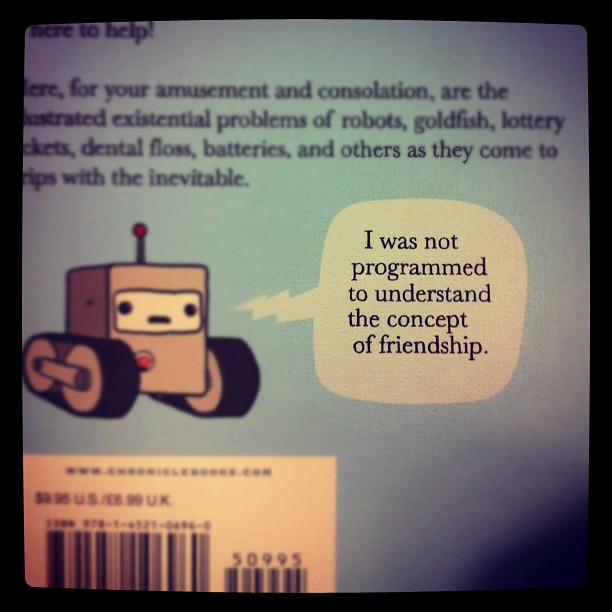 here to help!
ere, for your amusement and consolation, are the
ustrated existential problems of robots, goldfish, lottery
ckets, dental floss, batteries, and others as they come to
rips with the inevitable.
I was not
programmed
to understand
the concept
of friendship.
WWW.CHRONICLEBOOKS.COM
$9.95 U.S./£6.99 U.K.
ISBN 978-1-4521-0696-0
50995